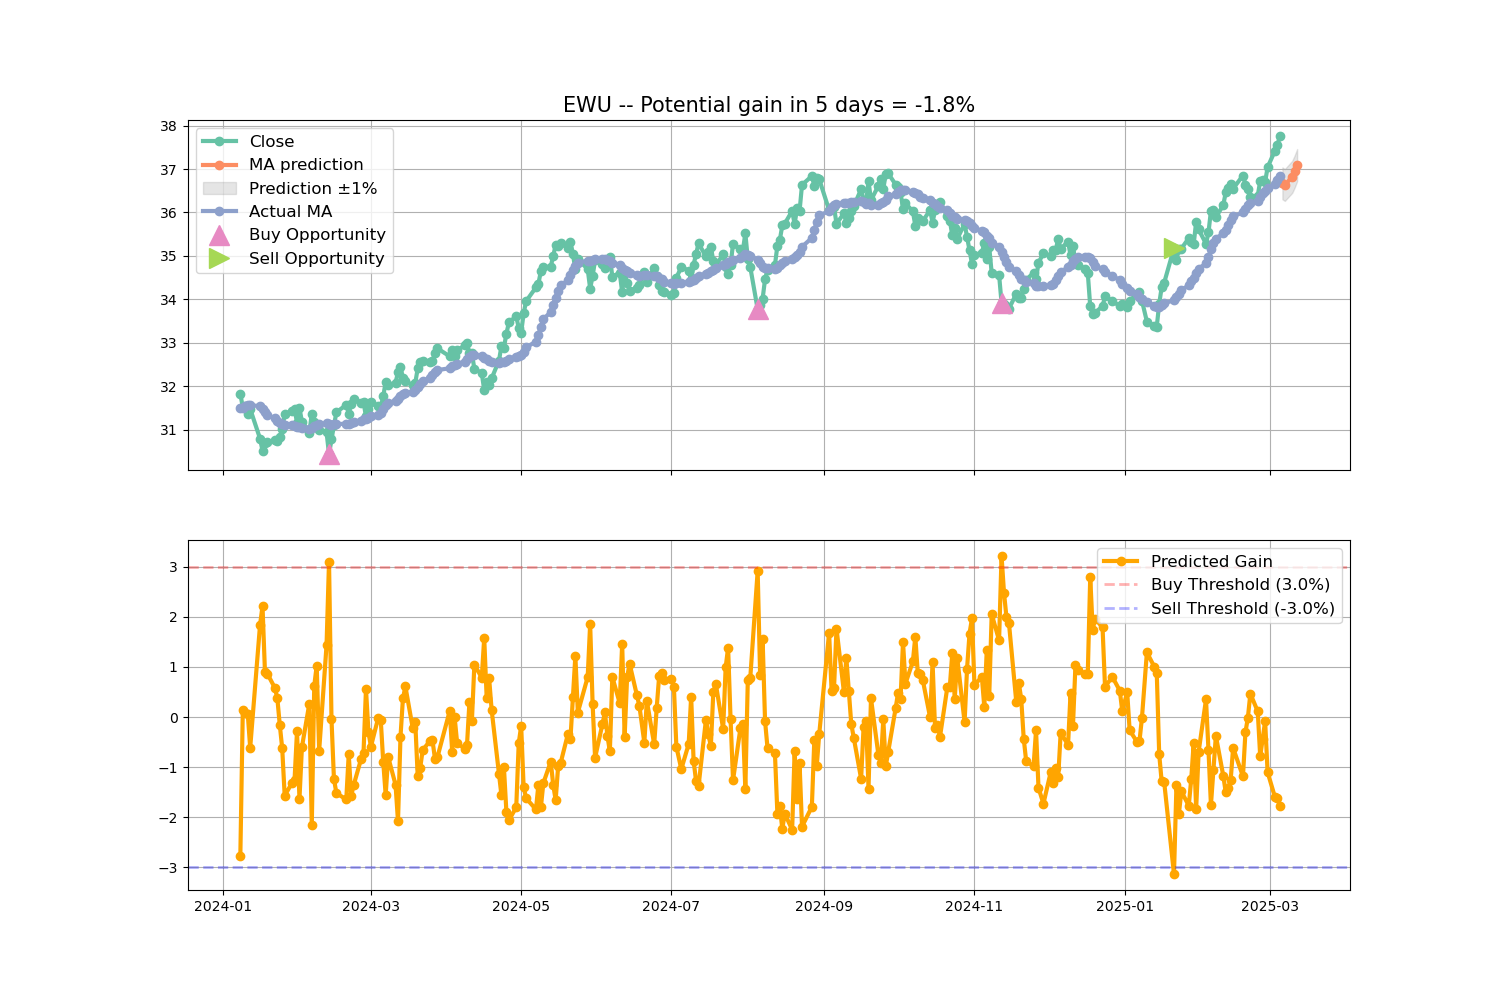 EWU -- Potential gain in 5 days = -1.8%
38
37
36
35
34
33
32
31
Close
MA prediction
Prediction ±1%
Actual MA
Buy Opportunity
Sell Opportunity
3
2
1
0
−1
−2
−3
Predicted Gain
Buy Threshold (3.0%)
Sell Threshold (-3.0%)
2024-01
2024-03
2024-05
2024-07
2024-09
2024-11
2025-01
2025-03